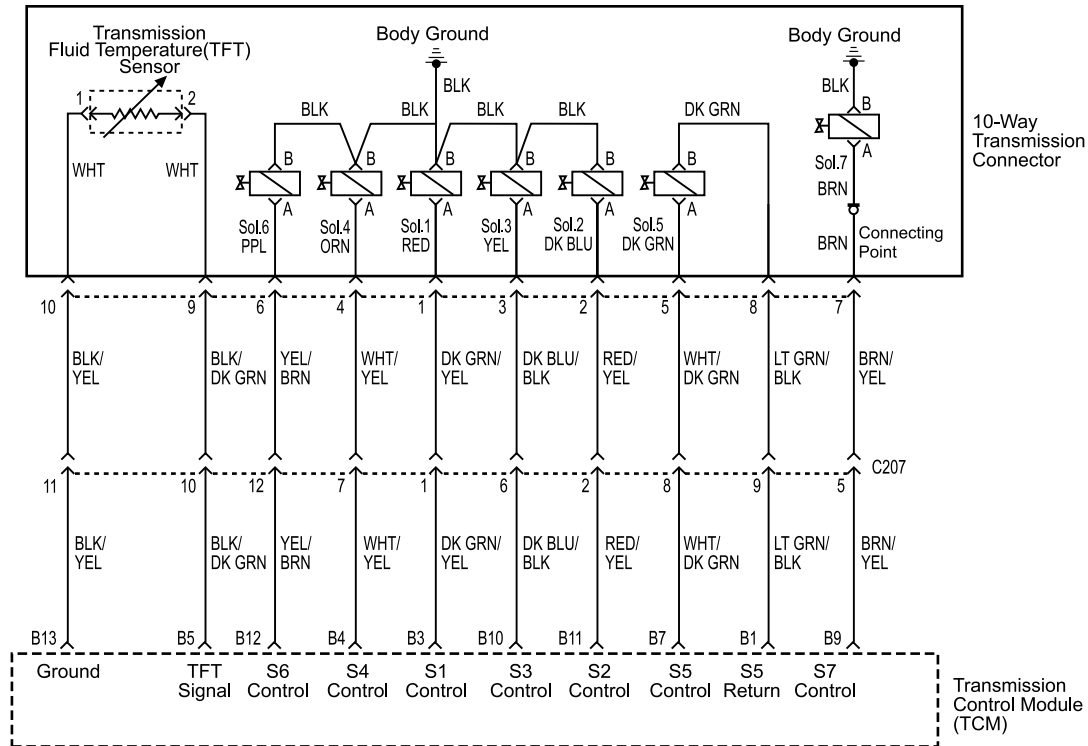 Transmission
Fluid Temperature(TFT)
Sensor
Body Ground
Body Ground
1
2
BLK
BLK
BLK
BLK
BLK
BLK
DK GRN
10-Way
Transmission
Connector
WHT
WHT
B
B
B
B
B
B
B
A
A
A
A
A
A
A
Sol.6
PPL
Sol.4
ORN
Sol.1
RED
Sol.3
YEL
Sol.2
DK BLU
Sol.5
DK GRN
Sol.7
BRN
BRN
Connecting
Point
10
9
6
4
1
3
2
5
8
7
BLK/
YEL
BLK/
DK GRN
YEL/
BRN
WHT/
YEL
DK GRN/
YEL
DK BLU/
BLK
RED/
YEL
WHT/
DK GRN
LT GRN/
BLK
BRN/
YEL
C207
11
10
12
7
1
6
2
8
9
5
BLK/
YEL
BLK/
DK GRN
YEL/
BRN
WHT/
YEL
DK GRN/
YEL
DK BLU/
BLK
RED/
YEL
WHT/
DK GRN
LT GRN/
BLK
BRN/
YEL
B13
B5
B12
B4
B3
B10
B11
B7
B1
B9
Ground
TFT
Signal
S6
Control
S4
Control
S1
Control
S3
Control
S2
Control
S5
Control
S5
Return
S7
Control
Transmission
Control Module
(TCM)